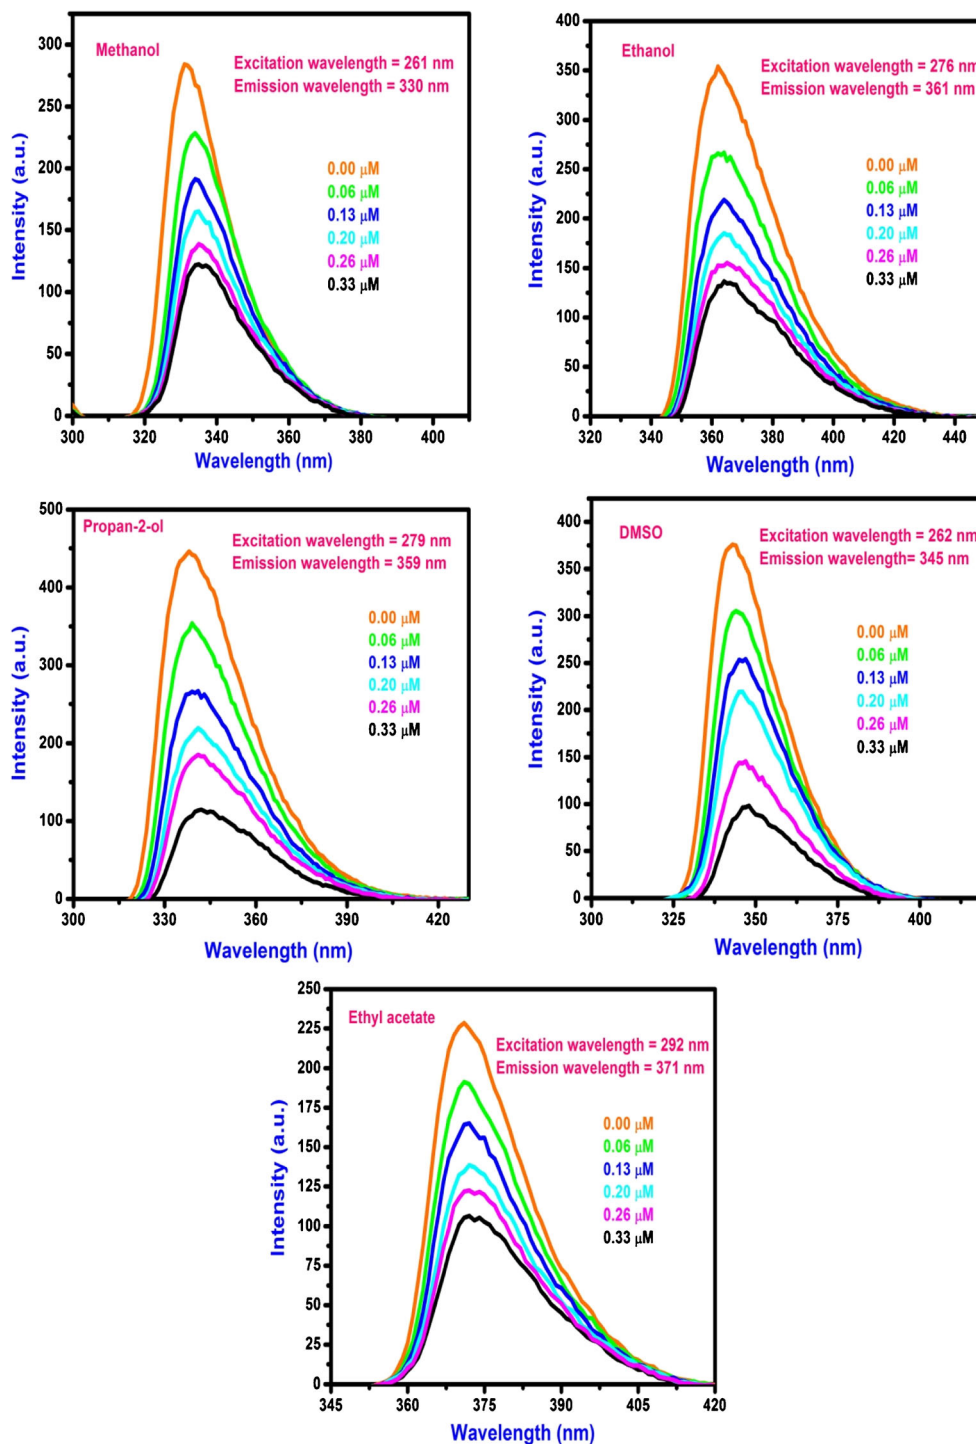 Methanol
Excitation wavelength = 261 nm
Emission wavelength = 330 nm
0.00 μM
0.06 μM
0.13 μM
0.20 μM
0.26 μM
0.33 μM
Intensity (a.u.)
300
250
200
150
100
50
0
300 320 340 360 380 400
Wavelength (nm)
Ethanol
Excitation wavelength = 276 nm
Emission wavelength = 361 nm
0.00 μM
0.06 μM
0.13 μM
0.20 μM
0.26 μM
0.33 μM
Intensity (a.u.)
400
350
300
250
200
150
100
50
0
320 340 360 380 400 420 440
Wavelength (nm)
Propan-2-ol
Excitation wavelength = 279 nm
Emission wavelength = 359 nm
0.00 μM
0.06 μM
0.13 μM
0.20 μM
0.26 μM
0.33 μM
Intensity (a.u.)
500
400
300
200
100
0
300 330 360 390 420
Wavelength (nm)
DMSO
Excitation wavelength = 262 nm
Emission wavelength= 345 nm
0.00 μM
0.06 μM
0.13 μM
0.20 μM
0.26 μM
0.33 μM
Intensity (a.u.)
400
350
300
250
200
150
100
50
0
300 325 350 375 400
Wavelength (nm)
Ethyl acetate
Excitation wavelength = 292 nm
Emission wavelength = 371 nm
0.00 μM
0.06 μM
0.13 μM
0.20 μM
0.26 μM
0.33 μM
Intensity (a.u.)
250
225
200
175
150
125
100
75
50
25
0
345 360 375 390 405 420
Wavelength (nm)